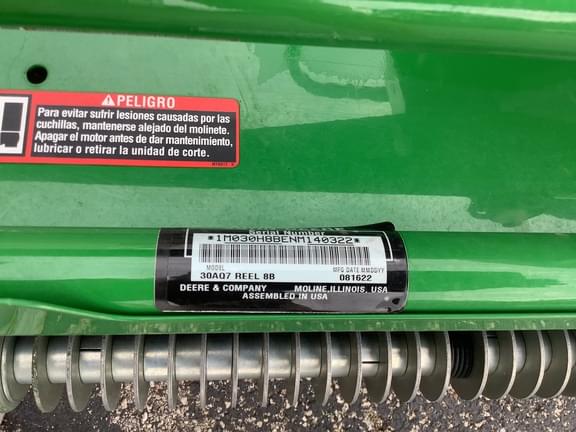 PELIGRO
Para evitar sufrir lesiones causadas por las
cuchillas, mantenerse alejado del molinete.
Apagar el motor antes de dar mantenimiento,
lubricar o retirar la unidad de corte.
Serial Number
*1M030HBBENM140322*
MODEL MFG DATE MMDDYY
30AQ7 REEL 8B 081622
DEERE & COMPANY MOLINE, ILLINOIS, USA
ASSEMBLED IN USA